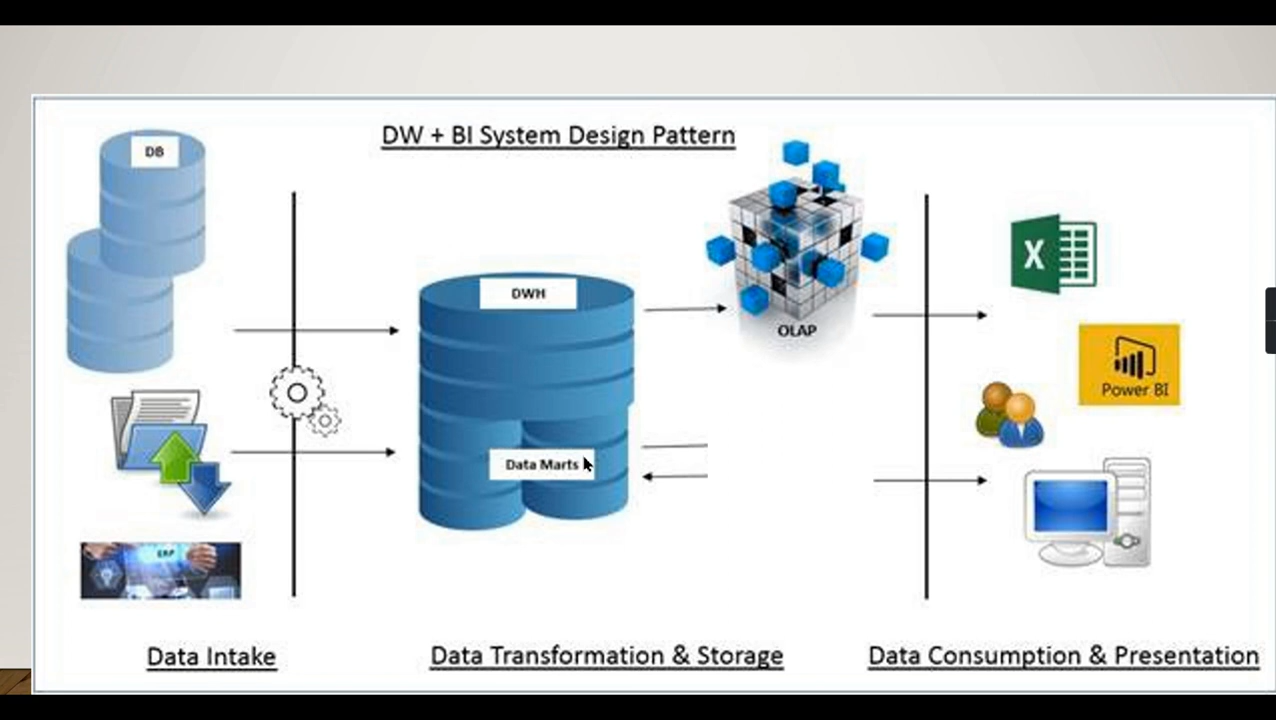 DW + BI System Design Pattern
DB
DWH
OLAP
X
Power BI
Data Marts
ERP
Data Intake
Data Transformation & Storage
Data Consumption & Presentation